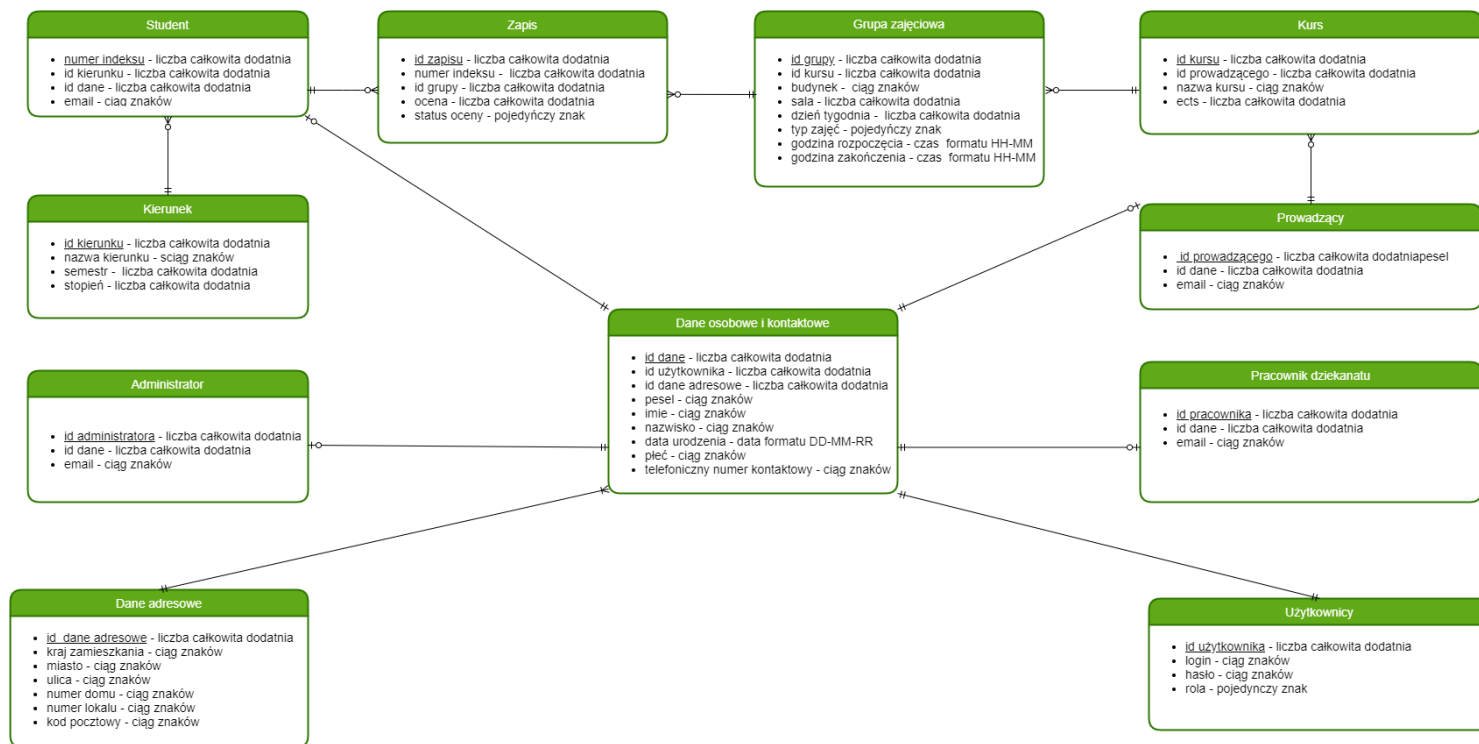 Student
numer indeksu - liczba całkowita dodatnia
id kierunku - liczba całkowita dodatnia
id dane - liczba całkowita dodatnia
email - ciąg znaków
Zapis
id zapisu - liczba całkowita dodatnia
numer indeksu - liczba całkowita dodatnia
id grupy - liczba całkowita dodatnia
ocena - liczba całkowita dodatnia
status oceny - pojedyńczy znak
Grupa zajęciowa
id grupy - liczba całkowita dodatnia
id kursu - liczba całkowita dodatnia
budynek - ciąg znaków
sala - liczba całkowita dodatnia
dzień tygodnia - liczba całkowita dodatnia
typ zajęć - pojedyńczy znak
godzina rozpoczęcia - czas formatu HH-MM
godzina zakończenia - czas formatu HH-MM
Kurs
id kursu - liczba całkowita dodatnia
id prowadzącego - liczba całkowita dodatnia
nazwa kursu - ciąg znaków
ects - liczba całkowita dodatnia
Kierunek
id kierunku - liczba całkowita dodatnia
nazwa kierunku - sciąg znaków
semestr - liczba całkowita dodatnia
stopień - liczba całkowita dodatnia
Prowadzący
id prowadzącego - liczba całkowita dodatniapesel
id dane - liczba całkowita dodatnia
email - ciąg znaków
Dane osobowe i kontaktowe
id dane - liczba całkowita dodatnia
id użytkownika - liczba całkowita dodatnia
id dane adresowe - liczba całkowita dodatnia
pesel - ciąg znaków
imie - ciąg znaków
nazwisko - ciąg znaków
data urodzenia - data formatu DD-MM-RR
płeć - ciąg znaków
telefoniczny numer kontaktowy - ciąg znaków
Administrator
id administratora - liczba całkowita dodatnia
id dane - liczba całkowita dodatnia
email - ciąg znaków
Pracownik dziekanatu
id pracownika - liczba całkowita dodatnia
id dane - liczba całkowita dodatnia
email - ciąg znaków
Dane adresowe
id dane adresowe - liczba całkowita dodatnia
kraj zamieszkania - ciąg znaków
miasto - ciąg znaków
ulica - ciąg znaków
numer domu - ciąg znaków
numer lokalu - ciąg znaków
kod pocztowy - ciąg znaków
Użytkownicy
id użytkownika - liczba całkowita dodatnia
login - ciąg znaków
hasło - ciąg znaków
rola - pojedynczy znak